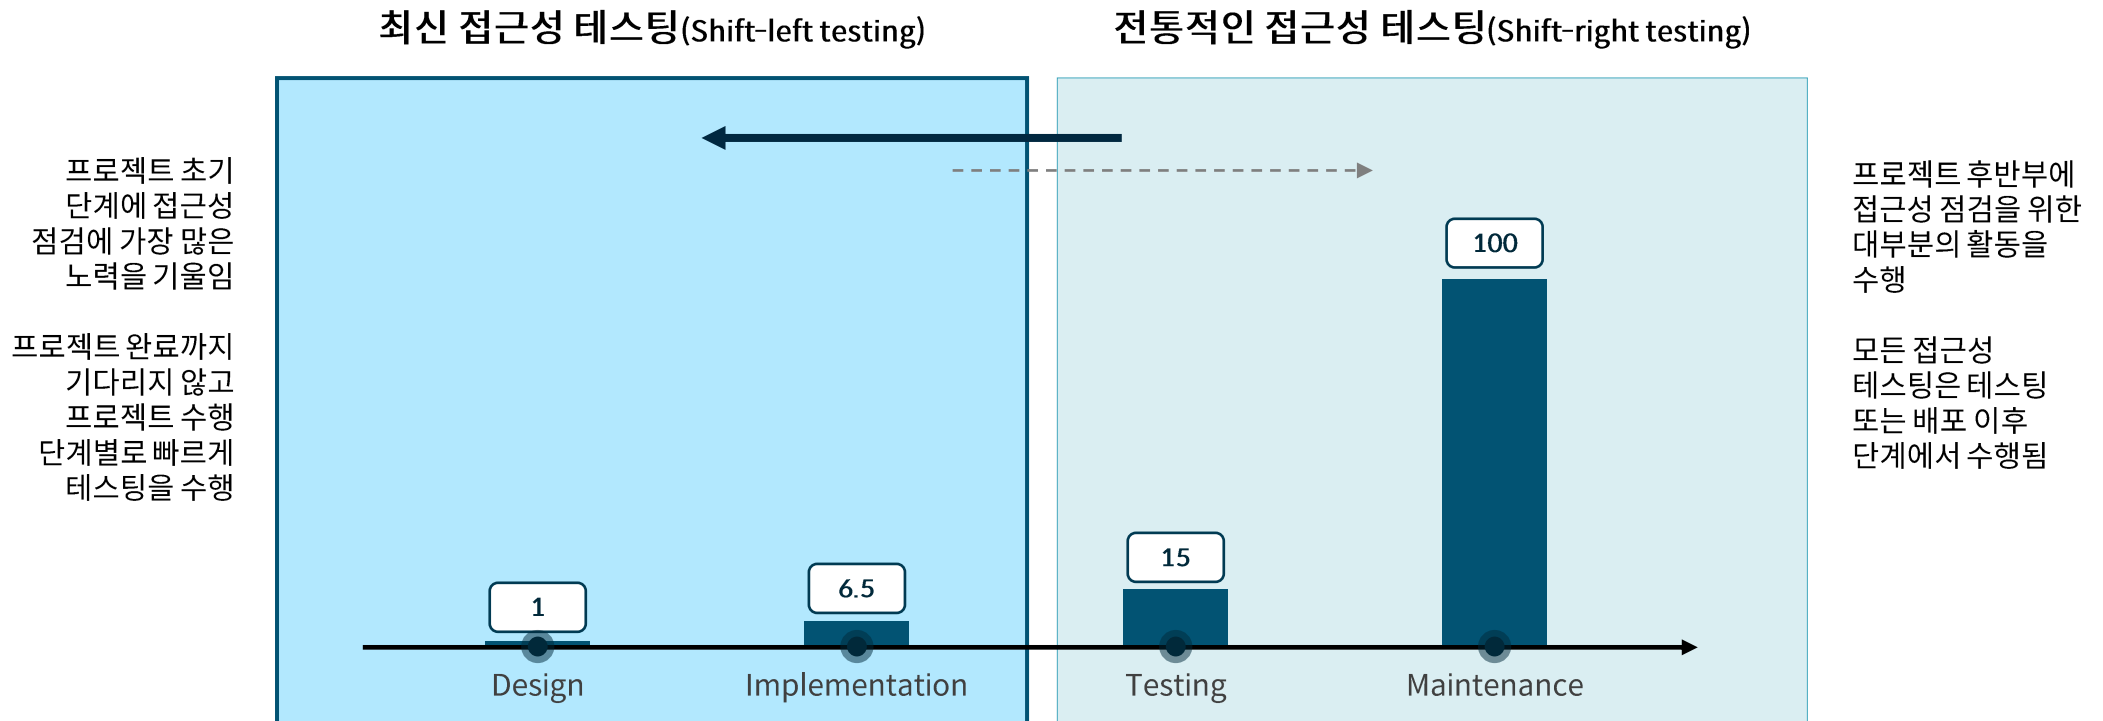 최신 접근성 테스팅(Shift-left testing)
전통적인 접근성 테스팅(Shift-right testing)
프로젝트 초기
단계에 접근성
점검에 가장 많은
노력을 기울임
프로젝트 완료까지
기다리지 않고
프로젝트 수행
단계별로 빠르게
테스팅을 수행
1
6.5
15
100
Design
Implementation
Testing
Maintenance
프로젝트 후반부에
접근성 점검을 위한
대부분의 활동을
수행
모든 접근성
테스팅은 테스팅
또는 배포 이후
단계에서 수행됨